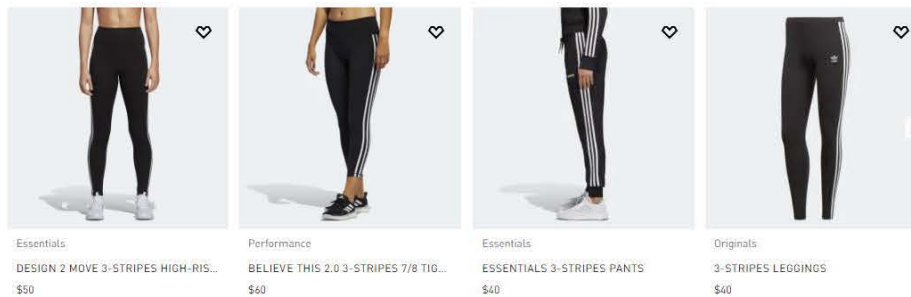 Essentials
DESIGN 2 MOVE 3-STRIPES HIGH-RIS...
$50
Performance
BELIEVE THIS 2.0 3-STRIPES 7/8 TIG...
$60
Essentials
ESSENTIALS 3-STRIPES PANTS
$40
Originals
3-STRIPES LEGGINGS
$40